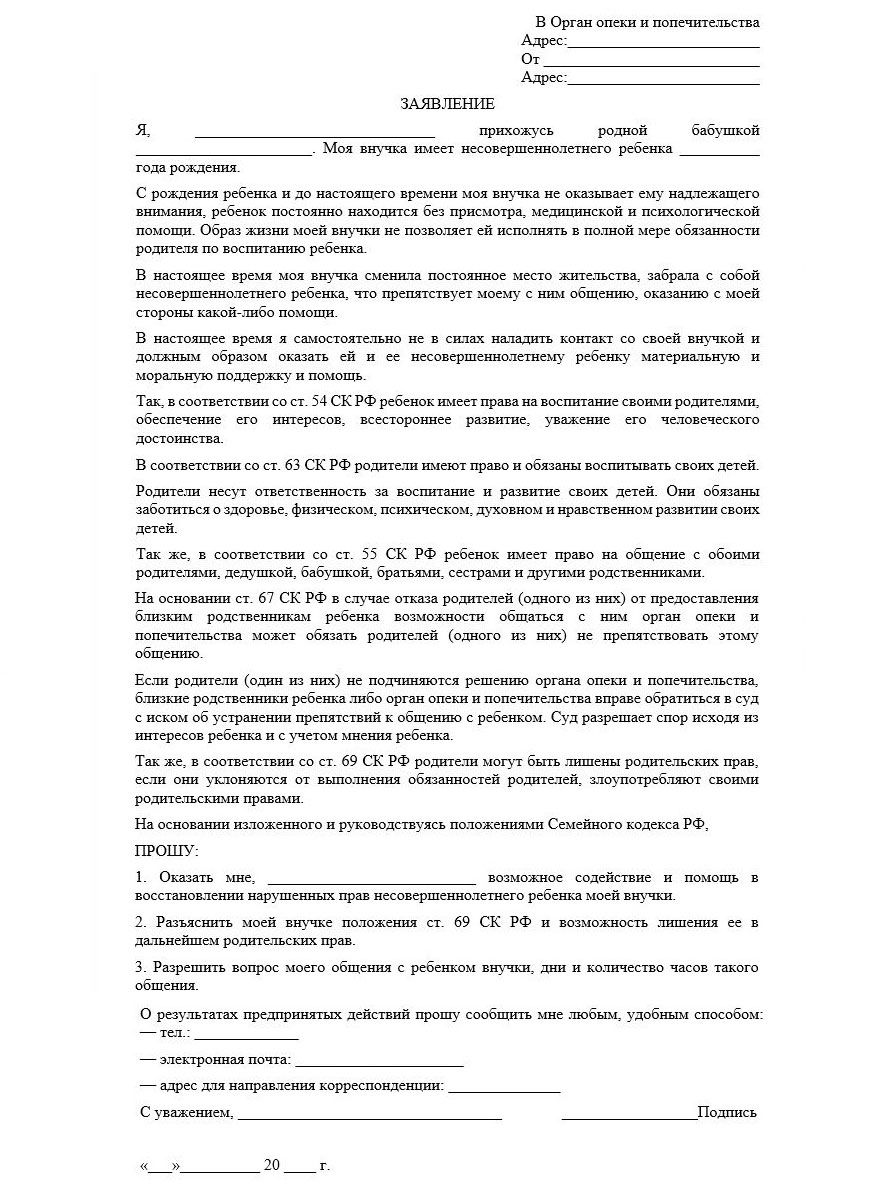 В Орган опеки и попечительства
Адрес:________________________
От ___________________________
Адрес:________________________
ЗАЯВЛЕНИЕ
Я, ______________________________ прихожусь родной бабушкой
______________________. Моя внучка имеет несовершеннолетнего ребенка __________
года рождения.
С рождения ребенка и до настоящего времени моя внучка не оказывает ему надлежащего
внимания, ребенок постоянно находится без присмотра, медицинской и психологической
помощи. Образ жизни моей внучки не позволяет ей исполнять в полной мере обязанности
родителя по воспитанию ребенка.
В настоящее время моя внучка сменила постоянное место жительства, забрала с собой
несовершеннолетнего ребенка, что препятствует моему с ним общению, оказанию с моей
стороны какой-либо помощи.
В настоящее время я самостоятельно не в силах наладить контакт со своей внучкой и
должным образом оказать ей и ее несовершеннолетнему ребенку материальную и
моральную поддержку и помощь.
Так, в соответствии со ст. 54 СК РФ ребенок имеет права на воспитание своими родителями,
обеспечение его интересов, всестороннее развитие, уважение его человеческого
достоинства.
В соответствии со ст. 63 СК РФ родители имеют право и обязаны воспитывать своих детей.
Родители несут ответственность за воспитание и развитие своих детей. Они обязаны
заботиться о здоровье, физическом, психическом, духовном и нравственном развитии своих
детей.
Так же, в соответствии со ст. 55 СК РФ ребенок имеет право на общение с обоими
родителями, дедушкой, бабушкой, братьями, сестрами и другими родственниками.
На основании ст. 67 СК РФ в случае отказа родителей (одного из них) от предоставления
близким родственникам ребенка возможности общаться с ним орган опеки и
попечительства может обязать родителей (одного из них) не препятствовать этому
общению.
Если родители (один из них) не подчиняются решению органа опеки и попечительства,
близкие родственники ребенка либо орган опеки и попечительства вправе обратиться в суд
с иском об устранении препятствий к общению с ребенком. Суд разрешает спор исходя из
интересов ребенка и с учетом мнения ребенка.
Так же, в соответствии со ст. 69 СК РФ родители могут быть лишены родительских прав,
если они уклоняются от выполнения обязанностей родителей, злоупотребляют своими
родительскими правами.
На основании изложенного и руководствуясь положениями Семейного кодекса РФ,
ПРОШУ:
1. Оказать мне, __________________________ возможное содействие и помощь в
восстановлении нарушенных прав несовершеннолетнего ребенка моей внучки.
2. Разъяснить моей внучке положения ст. 69 СК РФ и возможность лишения ее в
дальнейшем родительских прав.
3. Разрешить вопрос моего общения с ребенком внучки, дни и количество часов такого
общения.
О результатах предпринятых действий прошу сообщить мне любым, удобным способом:
— тел.: _____________
— электронная почта: _____________________
— адрес для направления корреспонденции: ______________
С уважением, _________________________________ _________________Подпись
«___»__________ 20 ____ г.